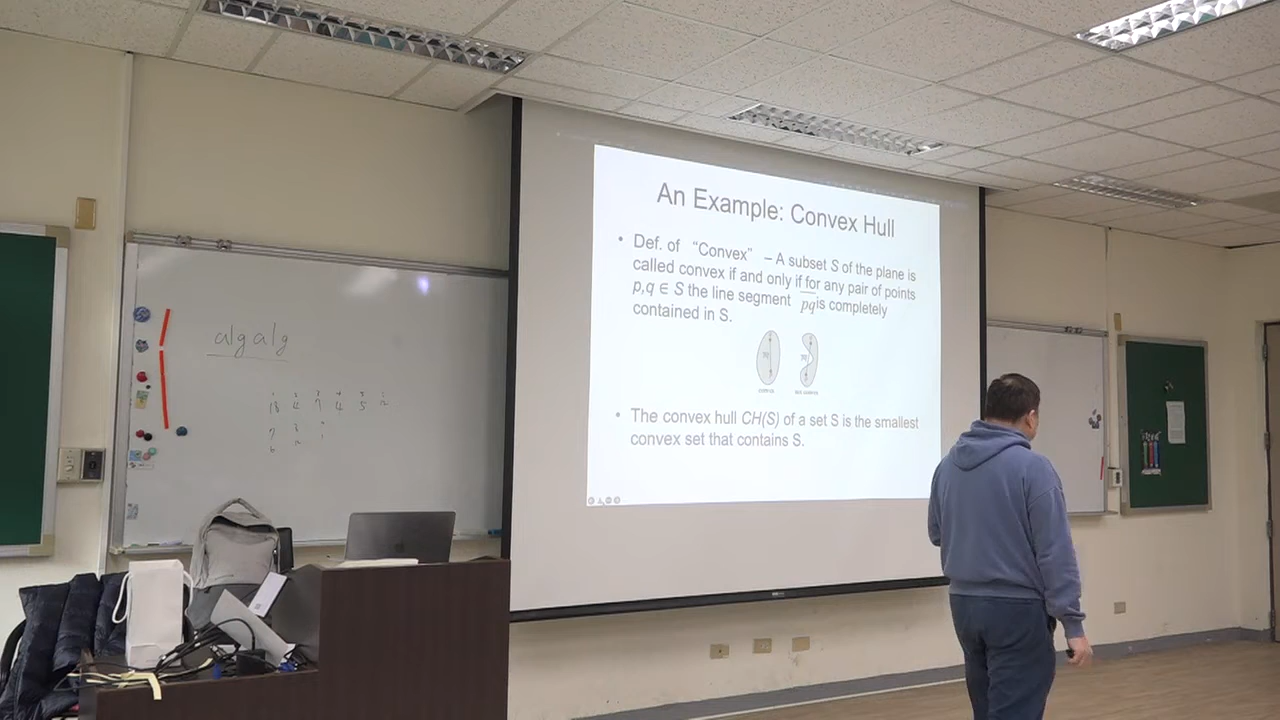 alg alg
An Example: Convex Hull
• Def. of “Convex” – A subset S of the plane is
called convex if and only if for any pair of points
p,q ∈ S the line segment pq is completely
contained in S.
• The convex hull CH(S) of a set S is the smallest
convex set that contains S.